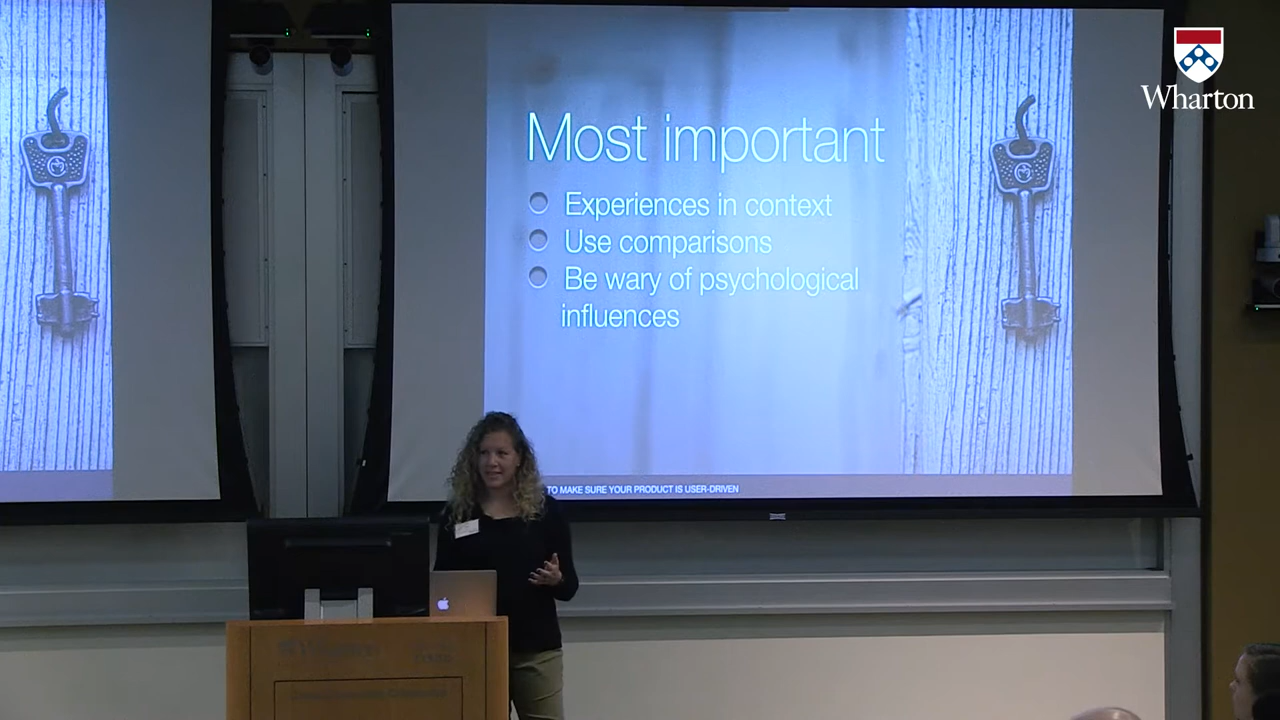 Wharton
Most important
Experiences in context
Use comparisons
Be wary of psychological
influences
TO MAKE SURE YOUR PRODUCT IS USER-DRIVEN